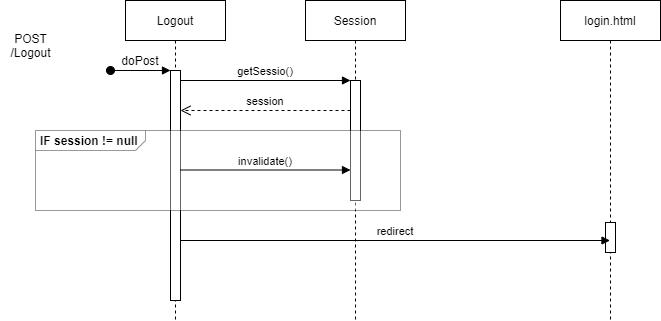 Logout
Session
login.html
POST
/Logout
doPost
getSessio()
session
IF session != null
invalidate()
redirect